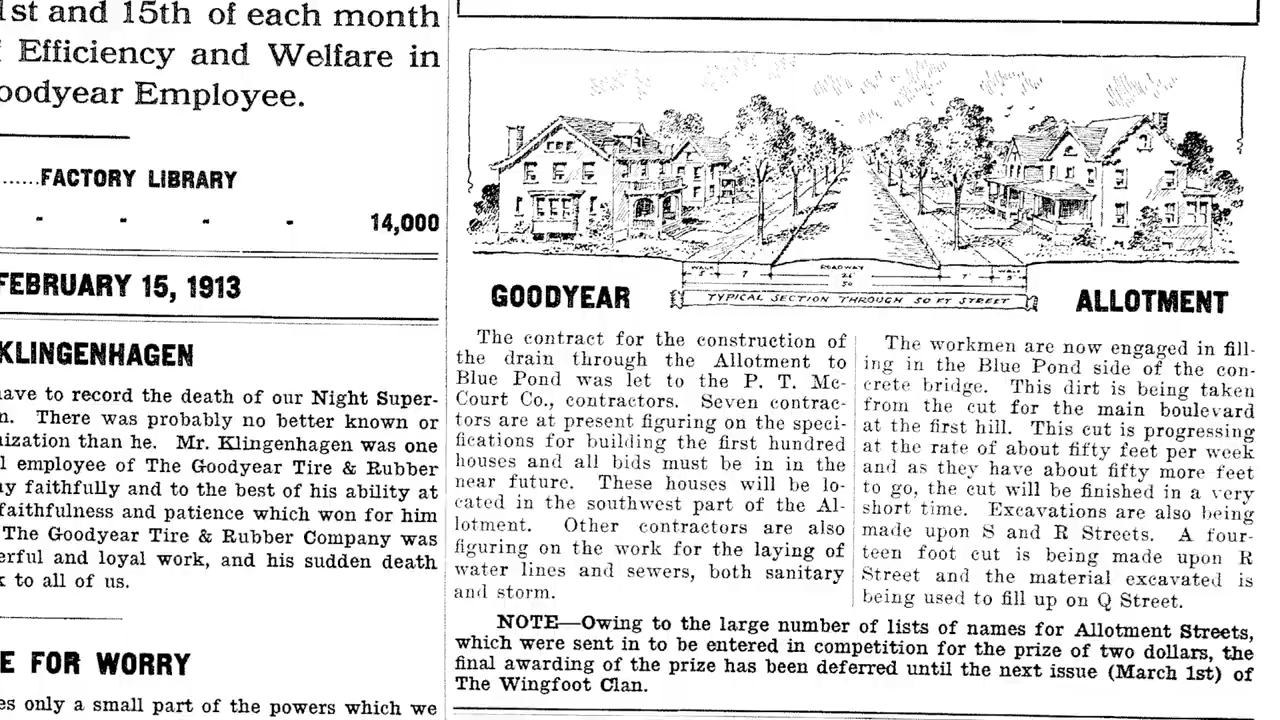 1st and 15th of each month
Efficiency and Welfare in
oodyear Employee.
......FACTORY LIBRARY
- - - - 14,000
FEBRUARY 15, 1913
KLINGENHAGEN
have to record the death of our Night Super-
n. There was probably no better known or
nization than he. Mr. Klingenhagen was one
l employee of The Goodyear Tire & Rubber
ny faithfully and to the best of his ability at
faithfulness and patience which won for him
The Goodyear Tire & Rubber Company was
erful and loyal work, and his sudden death
k to all of us.
E FOR WORRY
es only a small part of the powers which we
WALK 5' 7' ROADWAY 26' 7' WALK 5'
50
TYPICAL SECTION THROUGH 50 FT STREET
GOODYEAR ALLOTMENT
The contract for the construction of
the drain through the Allotment to
Blue Pond was let to the P. T. Mc-
Court Co., contractors. Seven contrac-
tors are at present figuring on the speci-
fications for building the first hundred
houses and all bids must be in in the
near future. These houses will be lo-
cated in the southwest part of the Al-
lotment. Other contractors are also
figuring on the work for the laying of
water lines and sewers, both sanitary
and storm.
The workmen are now engaged in fill-
ing in the Blue Pond side of the con-
crete bridge. This dirt is being taken
from the cut for the main boulevard
at the first hill. This cut is progressing
at the rate of about fifty feet per week
and as they have about fifty more feet
to go, the cut will be finished in a very
short time. Excavations are also being
made upon S and R Streets. A four-
teen foot cut is being made upon R
Street and the material excavated is
being used to fill up on Q Street.
NOTE—Owing to the large number of lists of names for Allotment Streets,
which were sent in to be entered in competition for the prize of two dollars, the
final awarding of the prize has been deferred until the next issue (March 1st) of
The Wingfoot Clan.